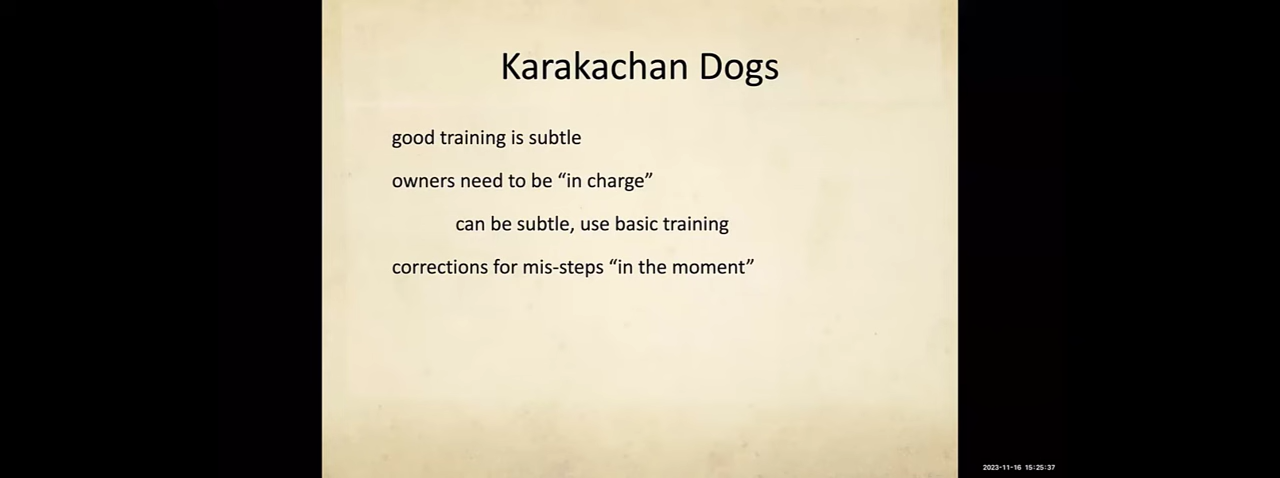 Karakachan Dogs
good training is subtle
owners need to be “in charge”
can be subtle, use basic training
corrections for mis-steps “in the moment”
2023-11-16 15:25:37